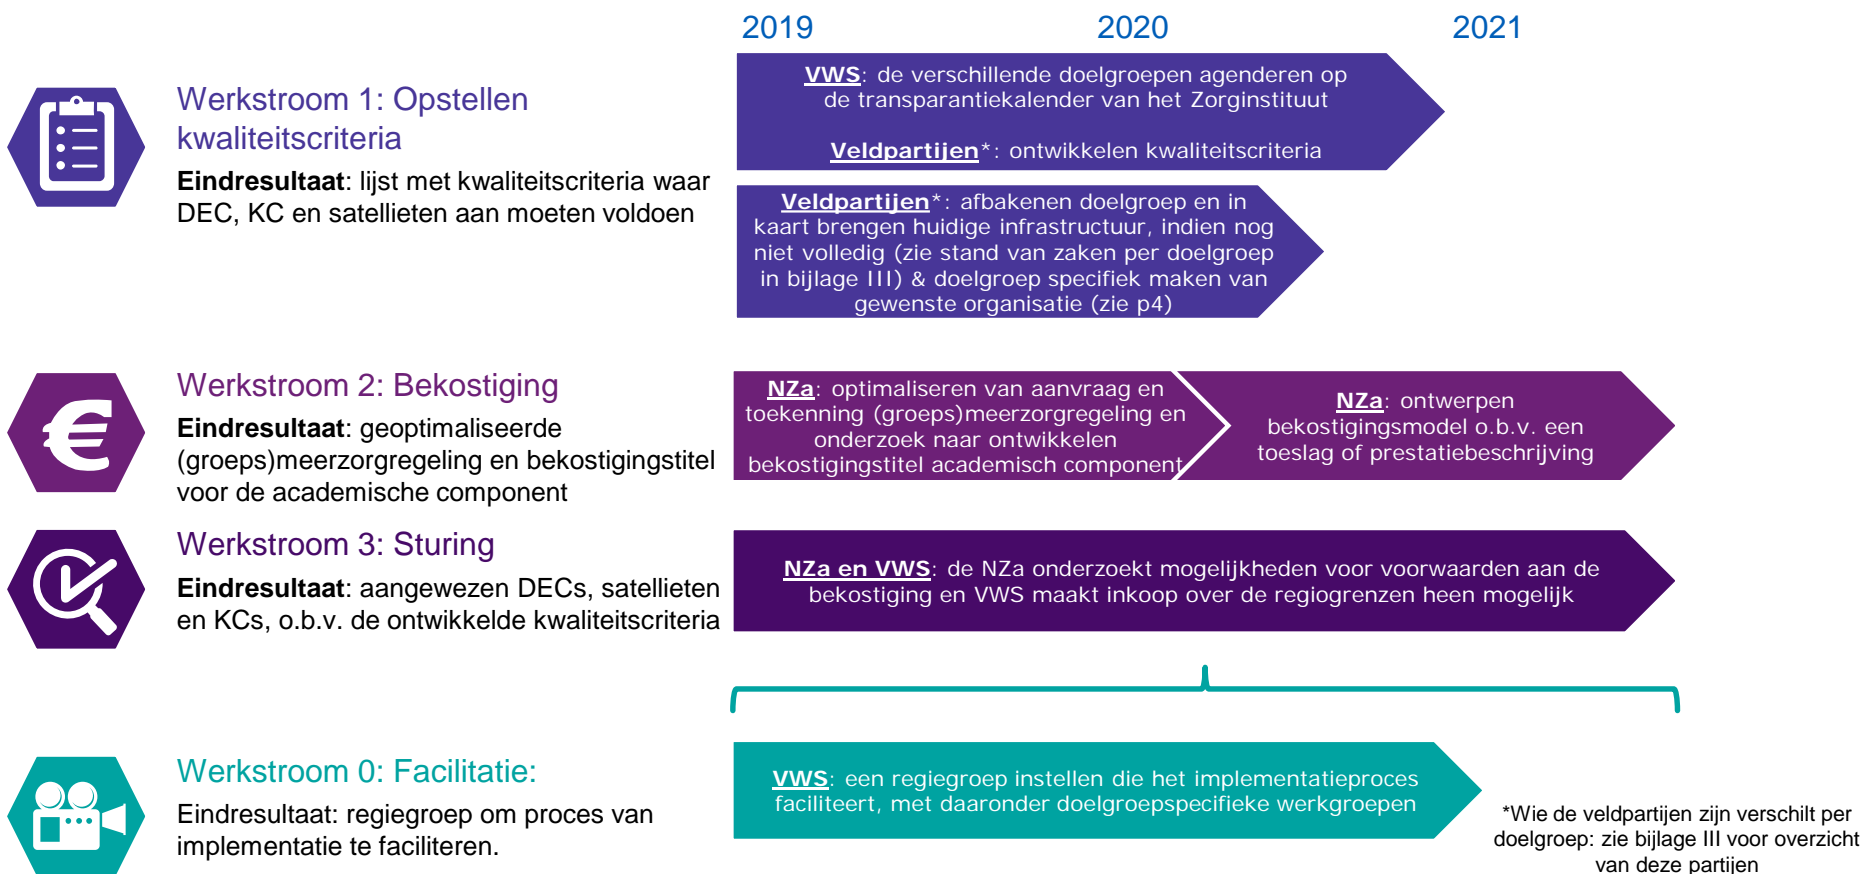 2019
2020
2021
Werkstroom 1: Opstellen
kwaliteitscriteria
Eindresultaat: lijst met kwaliteitscriteria waar
DEC, KC en satellieten aan moeten voldoen
VWS: de verschillende doelgroepen agenderen op
de transparantiekalender van het Zorginstituut
Veldpartijen*: ontwikkelen kwaliteitscriteria
Veldpartijen*: afbakenen doelgroep en in
kaart brengen huidige infrastructuur, indien nog
niet volledig (zie stand van zaken per doelgroep
in bijlage III) & doelgroep specifiek maken van
gewenste organisatie (zie p4)
Werkstroom 2: Bekostiging
Eindresultaat: geoptimaliseerde
(groeps)meerzorgregeling en bekostigingstitel
voor de academische component
NZa: optimaliseren van aanvraag en
toekenning (groeps)meerzorgregeling en
onderzoek naar ontwikkelen
bekostigingstitel academisch component
NZa: ontwerpen
bekostigingsmodel o.b.v. een
toeslag of prestatiebeschrijving
Werkstroom 3: Sturing
Eindresultaat: aangewezen DECs, satellieten
en KCs, o.b.v. de ontwikkelde kwaliteitscriteria
NZa en VWS: de NZa onderzoekt mogelijkheden voor voorwaarden aan de
bekostiging en VWS maakt inkoop over de regiogrenzen heen mogelijk
Werkstroom 0: Facilitatie:
Eindresultaat: regiegroep om proces van
implementatie te faciliteren.
VWS: een regiegroep instellen die het implementatieproces
faciliteert, met daaronder doelgroepspecifieke werkgroepen
*Wie de veldpartijen zijn verschilt per
doelgroep: zie bijlage III voor overzicht
van deze partijen